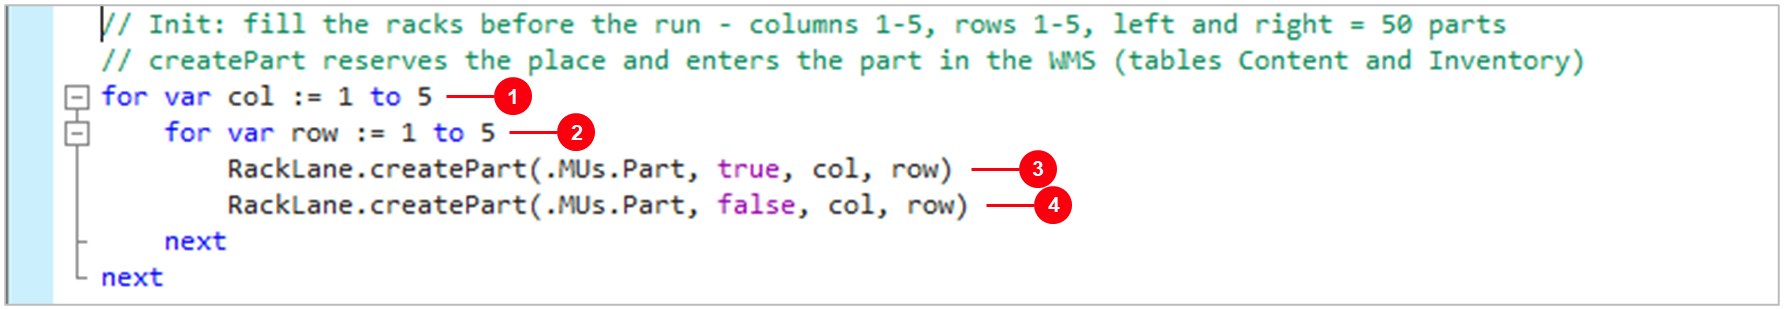 // Init: fill the racks before the run - columns 1-5, rows 1-5, left and right = 50 parts
// createPart reserves the place and enters the part in the WMS (tables Content and Inventory)
for var col := 1 to 5 1
for var row := 1 to 5 2
RackLane.createPart(.MUs.Part, true, col, row) 3
RackLane.createPart(.MUs.Part, false, col, row) 4
next
next